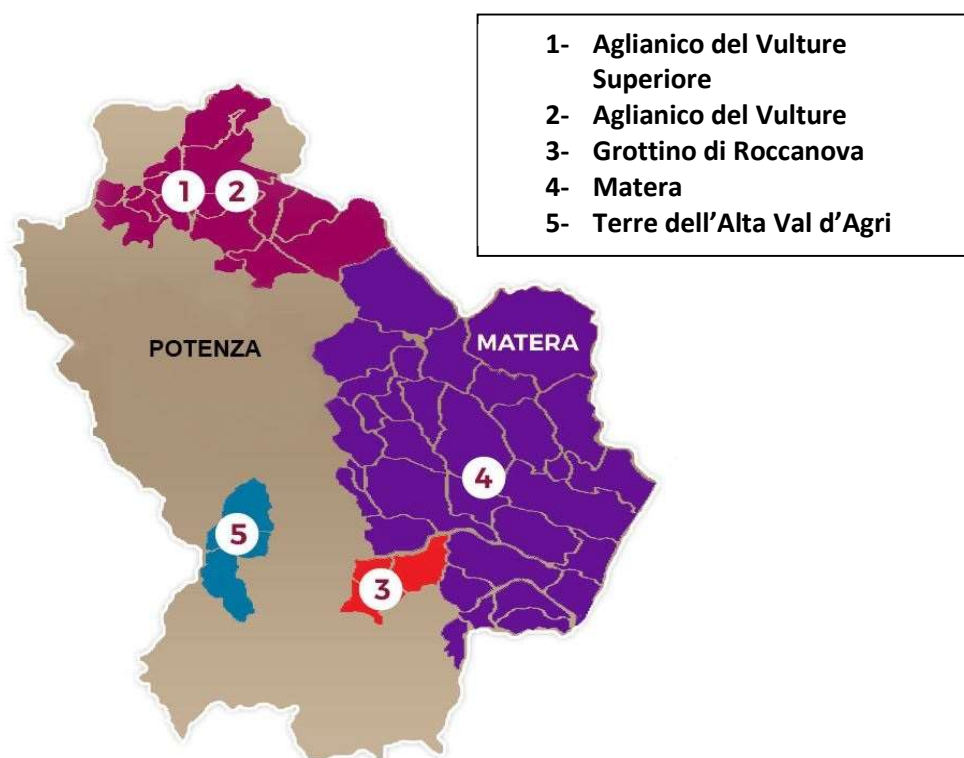 1- Aglianico del Vulture
Superiore
2- Aglianico del Vulture
3- Grottino di Roccanova
4- Matera
5- Terre dell’Alta Val d’Agri
1 2
POTENZA
MATERA
4
5
3